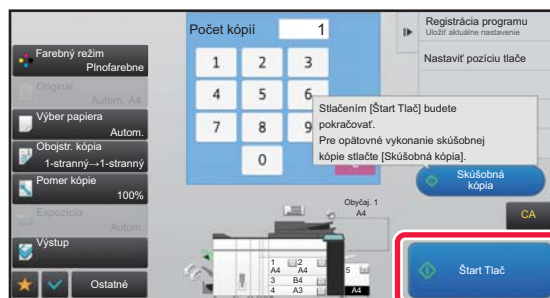 Počet kópií
1
Registrácia programu
Uložiť aktuálne nastavenie
Nastaviť pozíciu tlače
Farebný režim
Plnofarebne
Originál
Autom. A4
Výber papiera
Autom.
Obojstr. kópia
1-stranný→1-stranný
Pomer kópie
100%
Expozícia
Autom.
Výstup
Ostatné
1 2 3
4 5 6
7 8 9
0
Stlačením [Štart Tlač] budete
pokračovať.
Pre opätovné vykonanie skúšobnej
kópie stlačte [Skúšobná kópia].
Skúšobná
kópia
Obyčaj. 1
A4
CA
1 2
A4 A4
3 B4
4 A3
5
A4
Štart Tlač